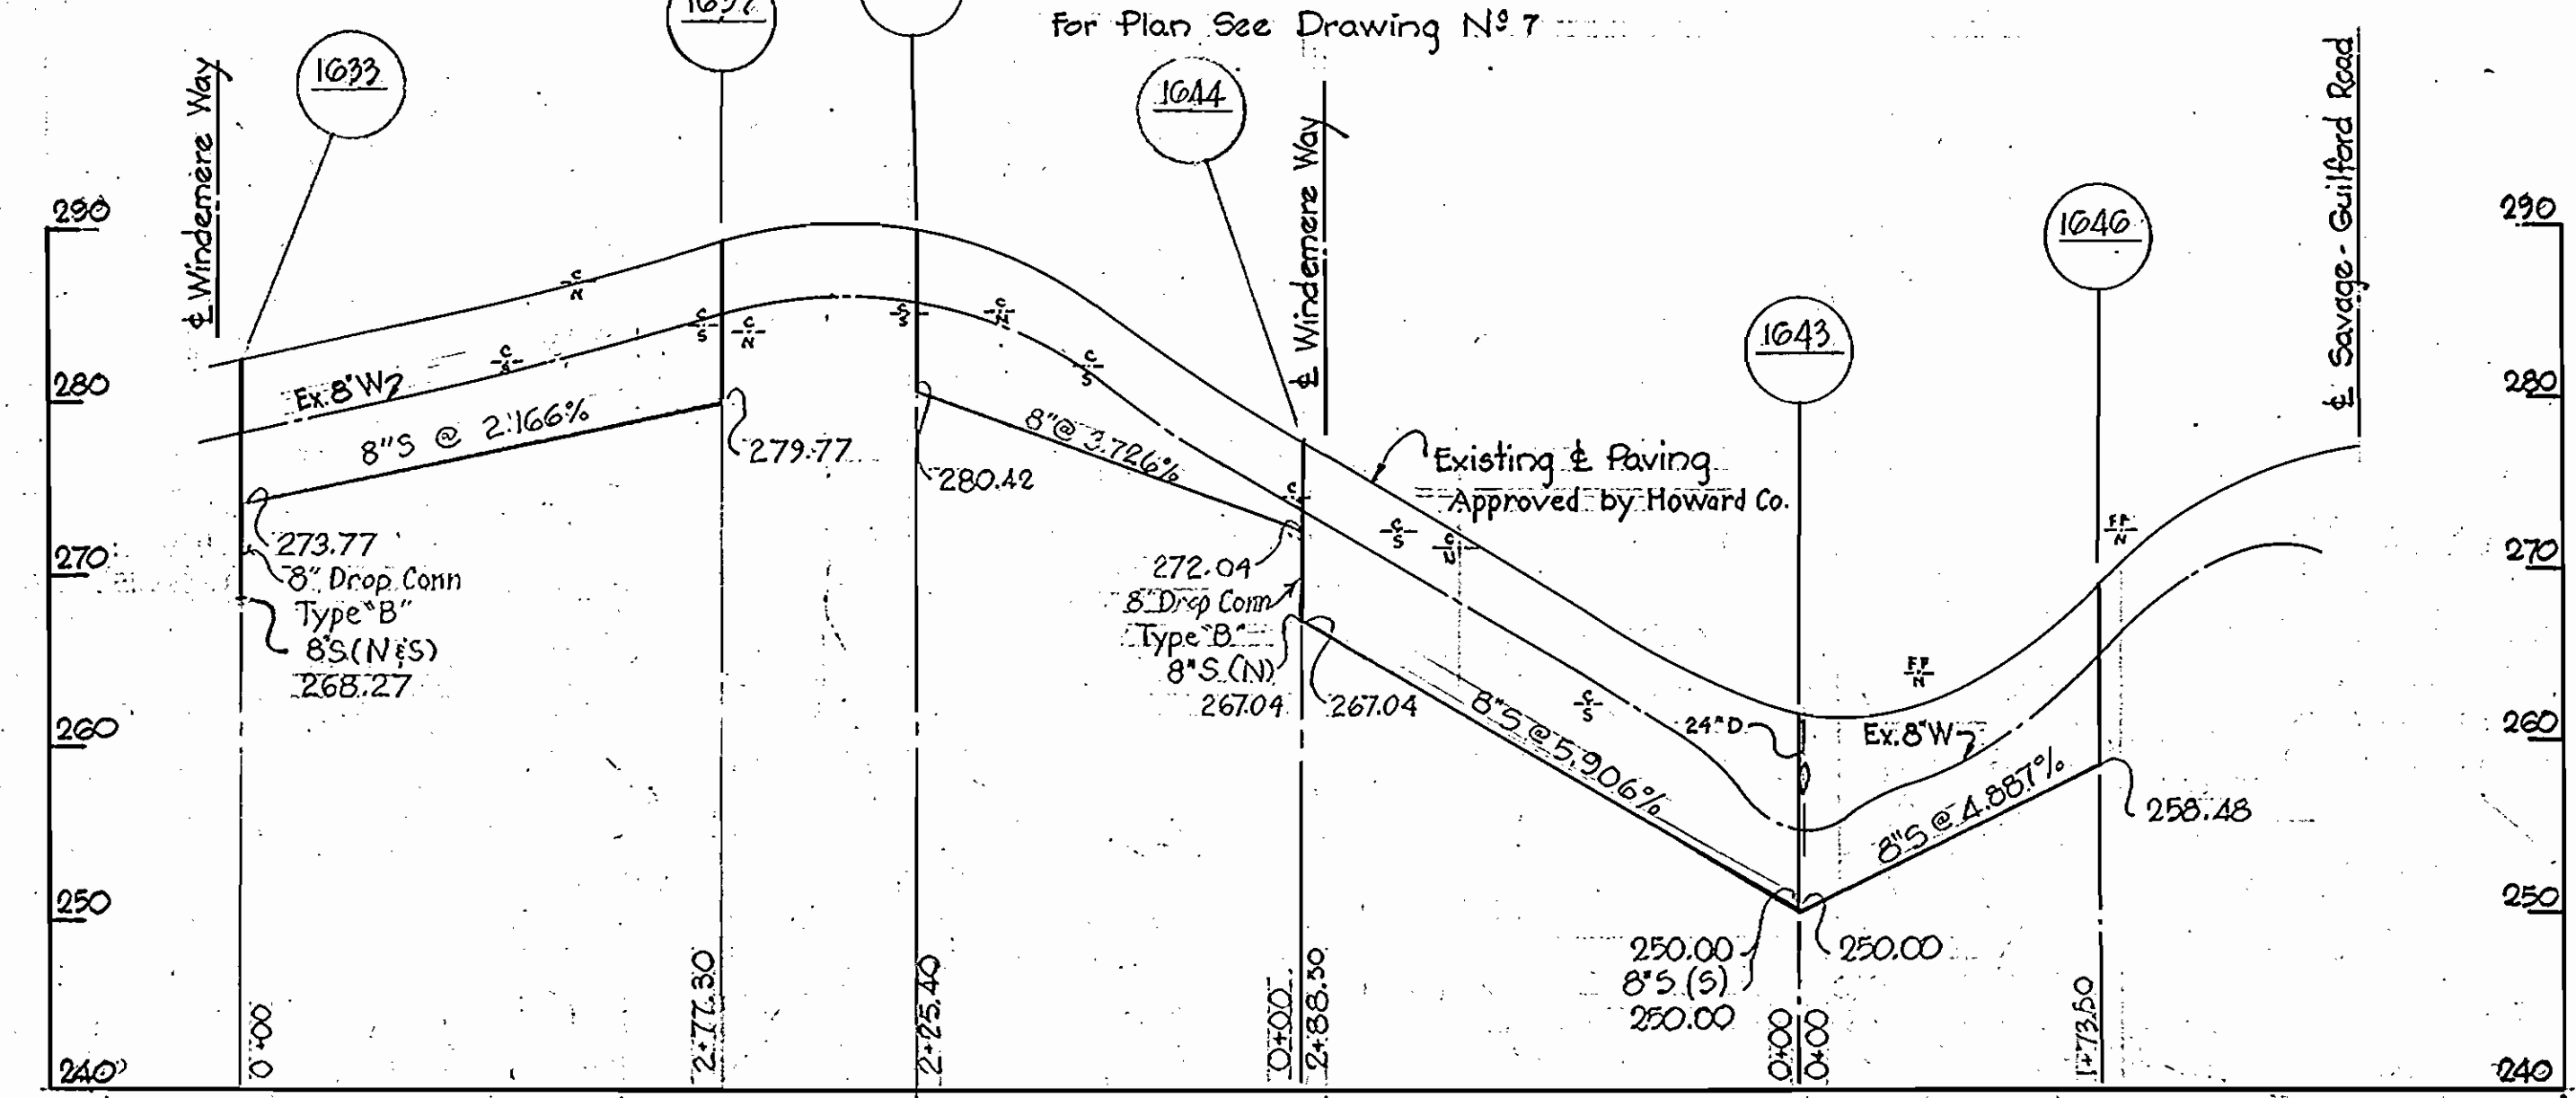 For Plan See Drawing Nº 7
1633
1644
1646
1643
℄ Windemere Way
℄ Windemere Way
℄ Savage - Guilford Road
290
280
270
260
250
240
290
280
270
260
250
240
C/N
C/S
C/S
C/N
C/N
C/S
C/S
FP/N
FP/N
C/S
Ex. 8"W
8"S @ 2.166%
279.77
273.77
8" Drop Conn
Type "B"
8"S (N & S)
268.27
8" @ 3.726%
280.42
272.04
8" Drop Conn
Type "B"
8"S (N)
267.04
267.04
Existing ℄ Paving
Approved by Howard Co.
8"S @ 5.906%
24"D
Ex. 8"W
8"S @ 4.887%
258.48
250.00
8"S (S)
250.00
250.00
0+00
2+77.30
2+25.40
0+00
2+88.50
0+00
0+00
1+73.50